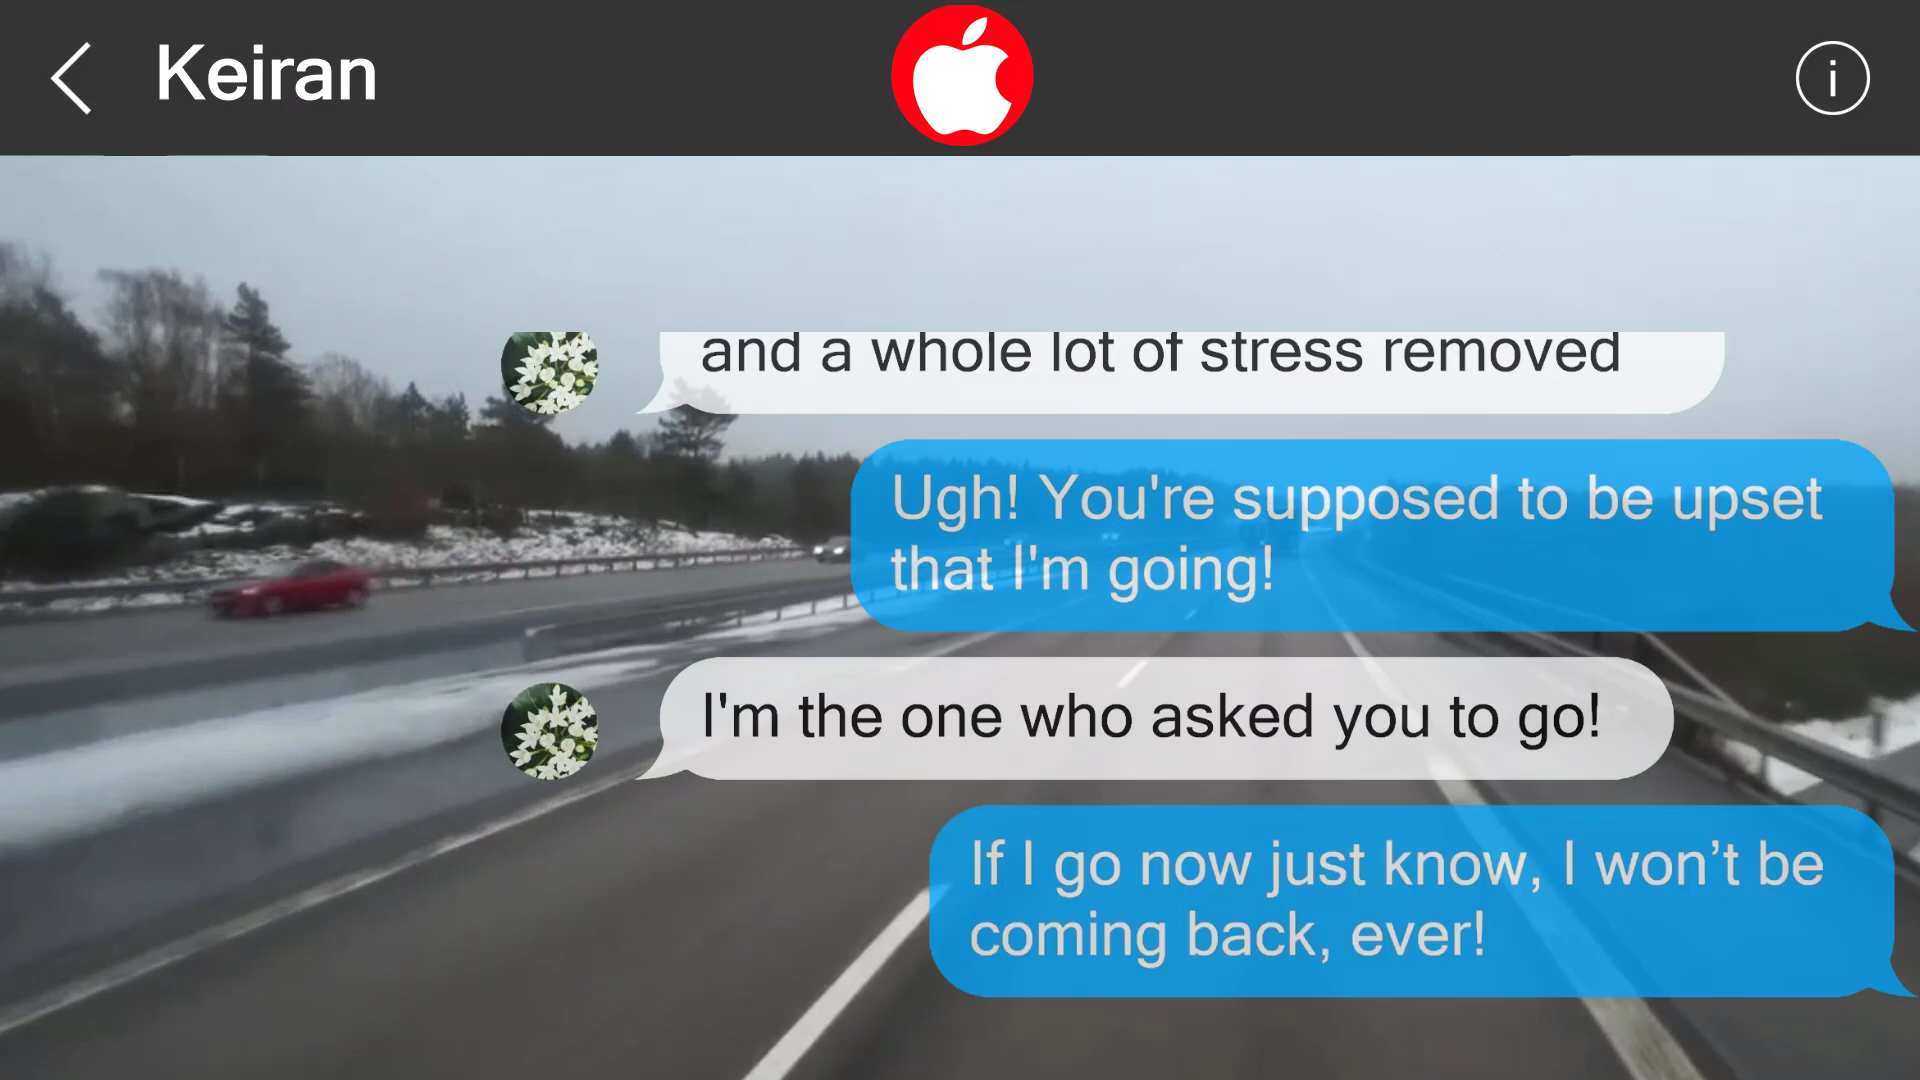 Keiran
and a whole lot of stress removed
Ugh! You're supposed to be upset
that I'm going!
I'm the one who asked you to go!
If I go now just know, I won’t be
coming back, ever!